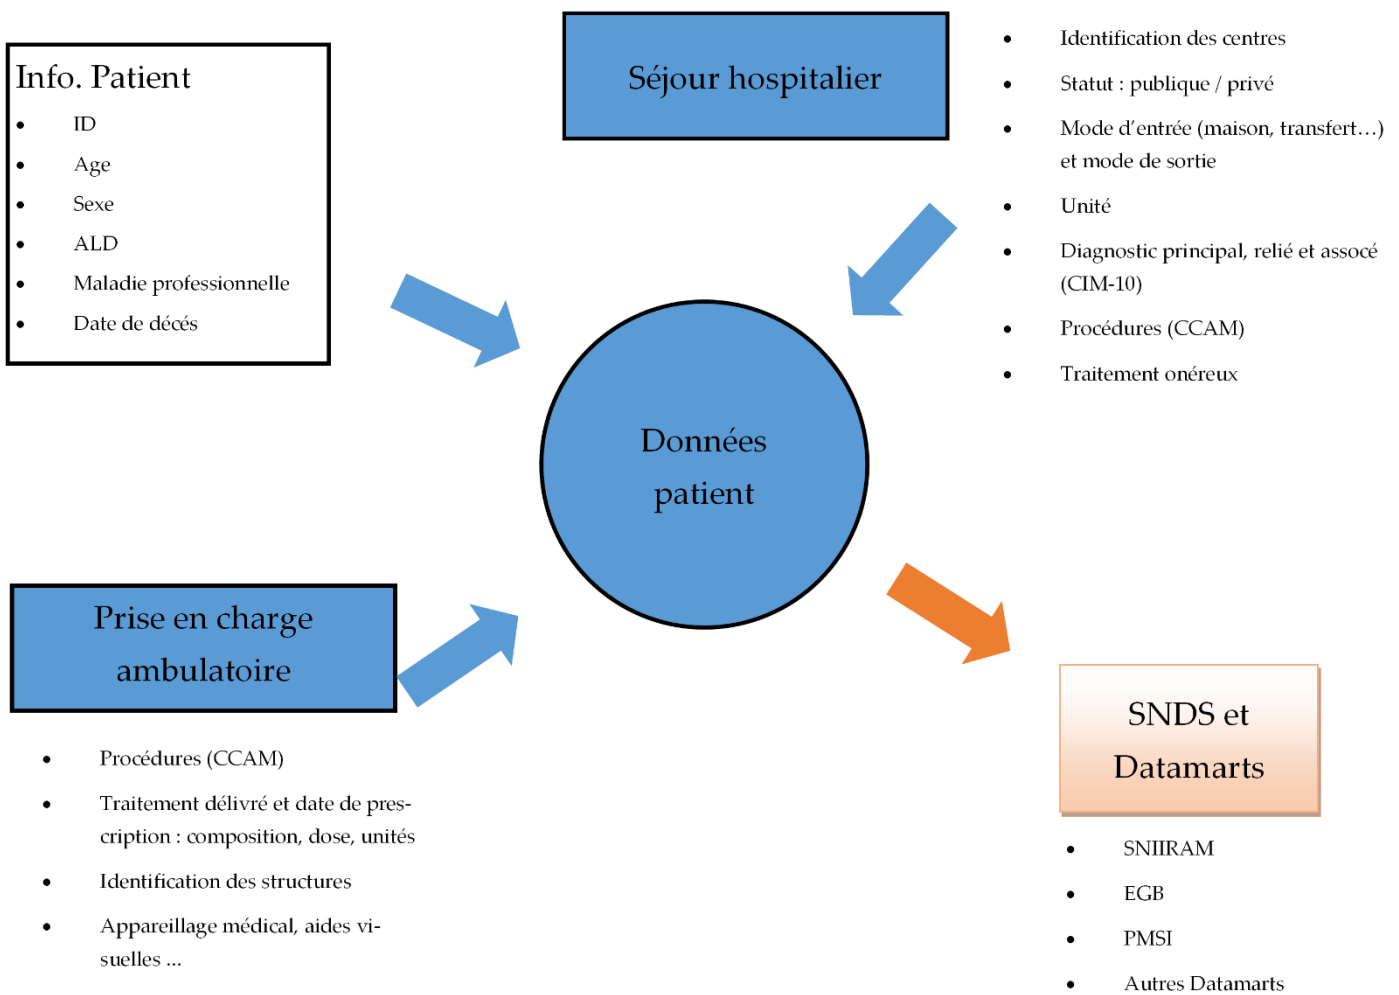 Info. Patient
• ID
• Age
• Sexe
• ALD
• Maladie professionnelle
• Date de décés
Séjour hospitalier
• Identification des centres
• Statut : publique / privé
• Mode d'entrée (maison, transfert…)
et mode de sortie
• Unité
• Diagnostic principal, relié et assocé
(CIM-10)
• Procédures (CCAM)
• Traitement onéreux
Données
patient
Prise en charge
ambulatoire
• Procédures (CCAM)
• Traitement délivré et date de pres-
cription : composition, dose, unités
• Identification des structures
• Appareillage médical, aides vi-
suelles ...
SNDS et
Datamarts
• SNIIRAM
• EGB
• PMSI
• Autres Datamarts